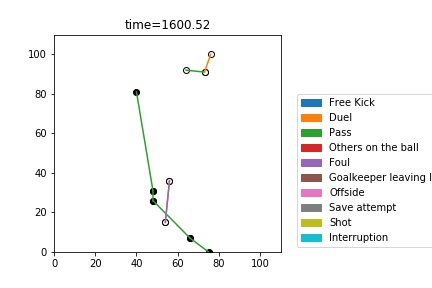 time=1600.52
100
80
60
40
20
0
0 20 40 60 80 100
Free Kick
Duel
Pass
Others on the ball
Foul
Goalkeeper leaving l
Offside
Save attempt
Shot
Interruption